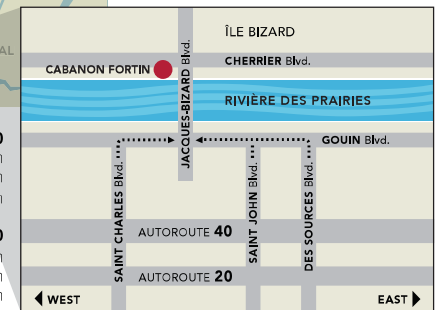 ÎLE BIZARD
CHERRIER Blvd.
CABANON FORTIN
JACQUES-BIZARD Blvd.
RIVIÈRE DES PRAIRIES
GOUIN Blvd.
SAINT CHARLES Blvd.
SAINT JOHN Blvd.
DES SOURCES Blvd.
AUTOROUTE 40
AUTOROUTE 20
WEST
EAST